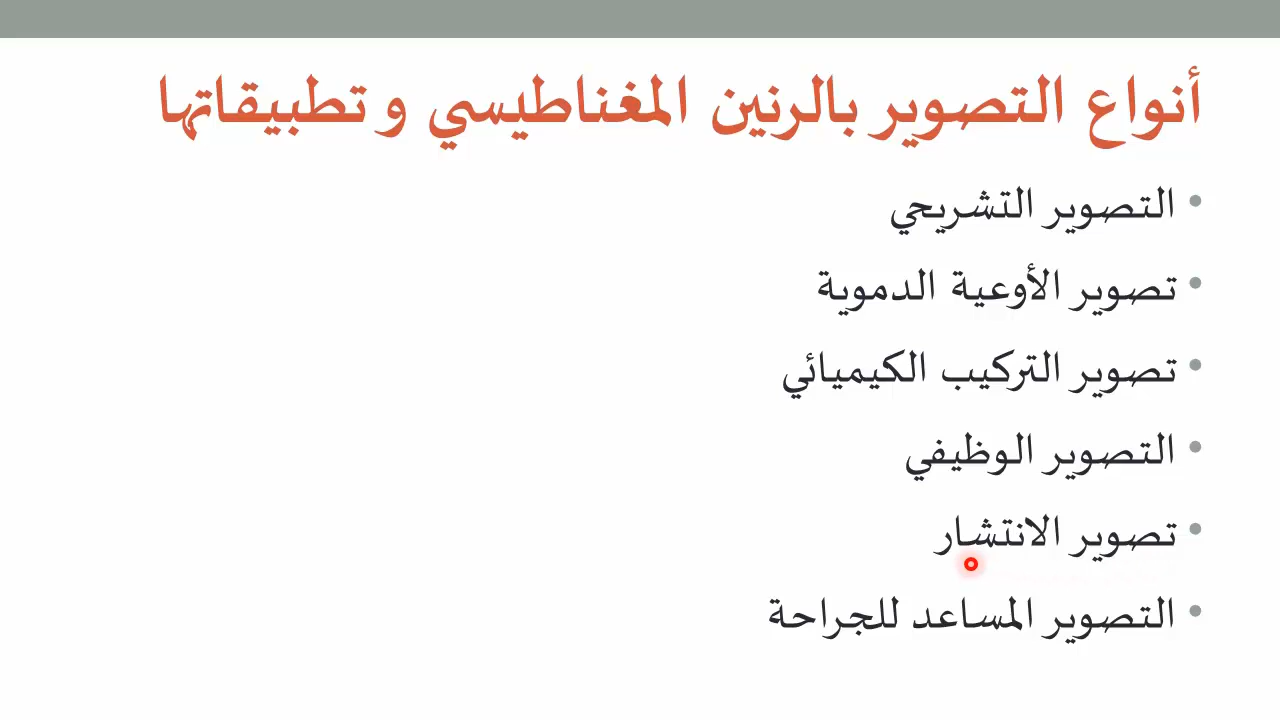 أنواع التصوير بالرنين المغناطيسي و تطبيقاتها
• التصوير التشريحي
• تصوير الأوعية الدموية
• تصوير التركيب الكيميائي
• التصوير الوظيفي
• تصوير الانتشار
• التصوير المساعد للجراحة